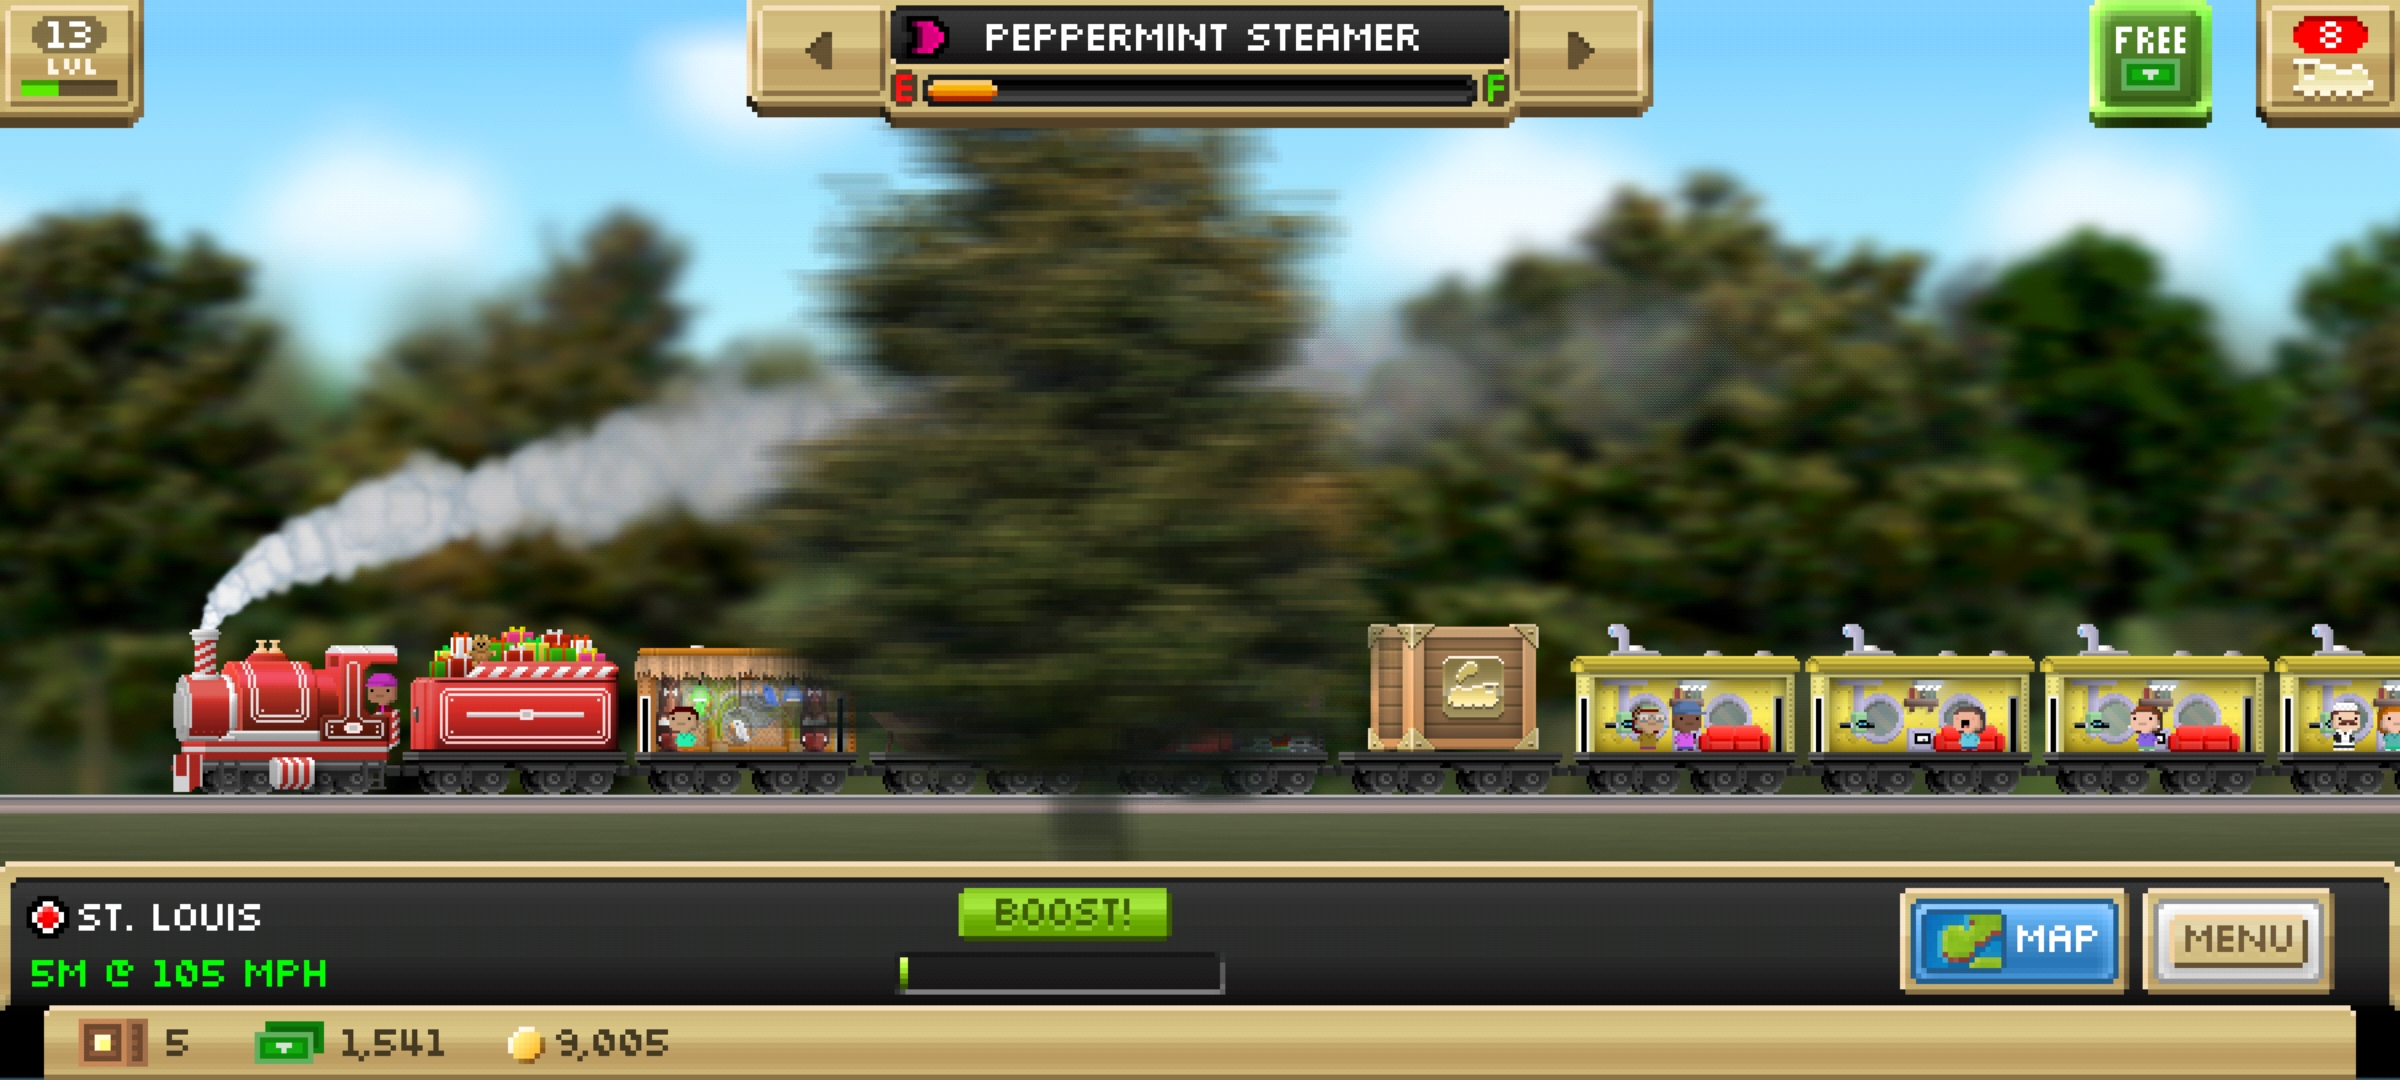 13
LVL
PEPPERMINT STEAMER
E F
FREE
8
ST. LOUIS
BOOST!
MAP
MENU
5M @ 105 MPH
5 1,541 9,005